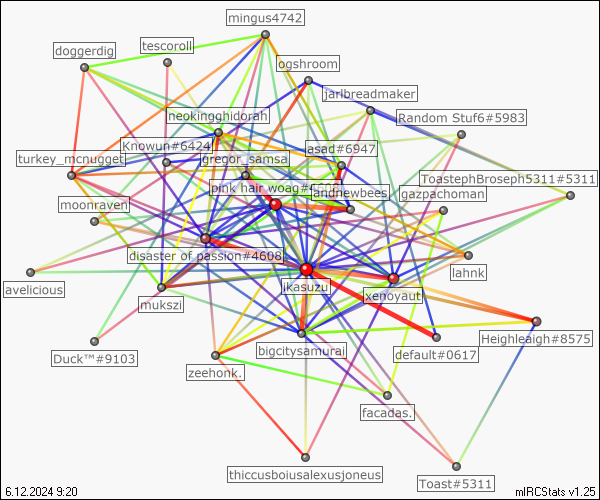 mingus4742
doggerdig
tescoroll
ogshroom
jarlbreadmaker
neokingghidorah
Random Stuf6#5983
Knowun#6424
asad#6947
turkey_mcnugget
gregor_samsa
ToastephBroseph5311#5311
pink hair woag#4608
andnewbees
gazpachoman
moonraven
disaster of passion#4608
lahnk
avelicious
ikasuzu
xenoyauti
mukszi
Duck™#9103
bigcitysamurai
default#0617
Heighleaigh#8575
zeehonk.
facadas.
thiccusboiusalexusjoneus
Toast#5311
6.12.2024 9:20
mIRCStats v1.25